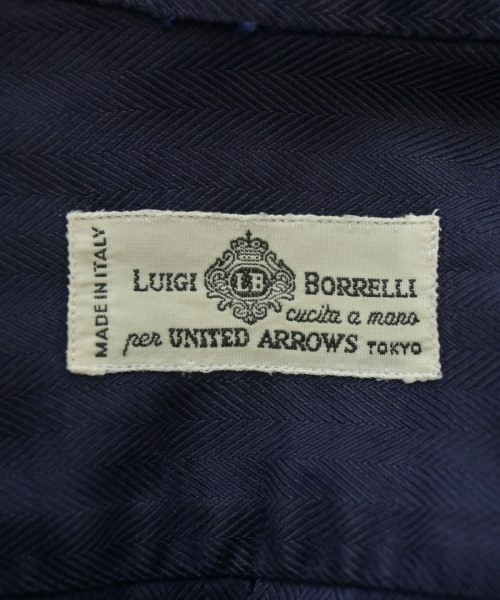 MADE IN ITALY
LUIGI LB BORRELLI
cucita a mano
per UNITED ARROWS TOKYO